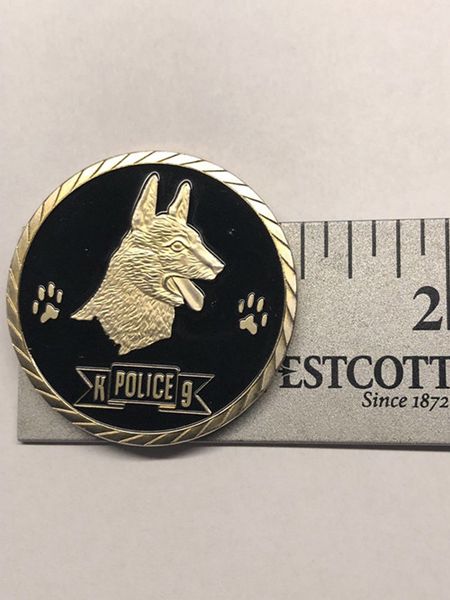 K POLICE 9
2
ESTCOTT
Since 1872